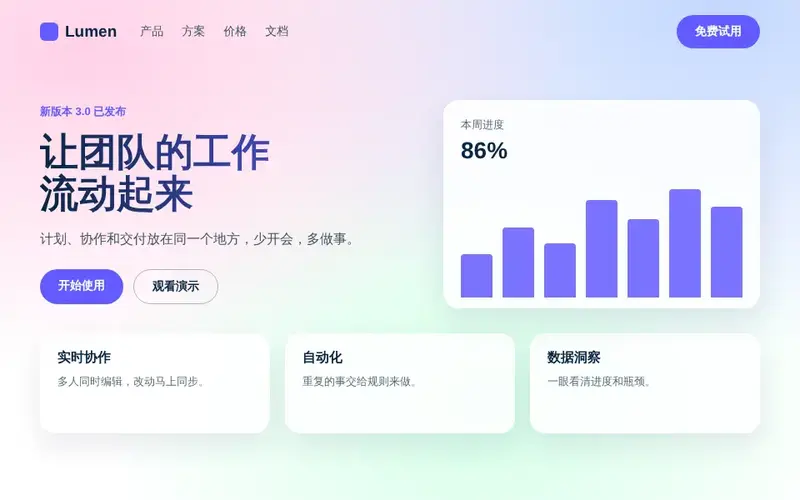 Lumen 产品 方案 价格 文档 免费试用
新版本 3.0 已发布
让团队的工作
流动起来
计划、协作和交付放在同一个地方，少开会，多做事。
开始使用 观看演示
本周进度
86%
实时协作
多人同时编辑，改动马上同步。
自动化
重复的事交给规则来做。
数据洞察
一眼看清进度和瓶颈。